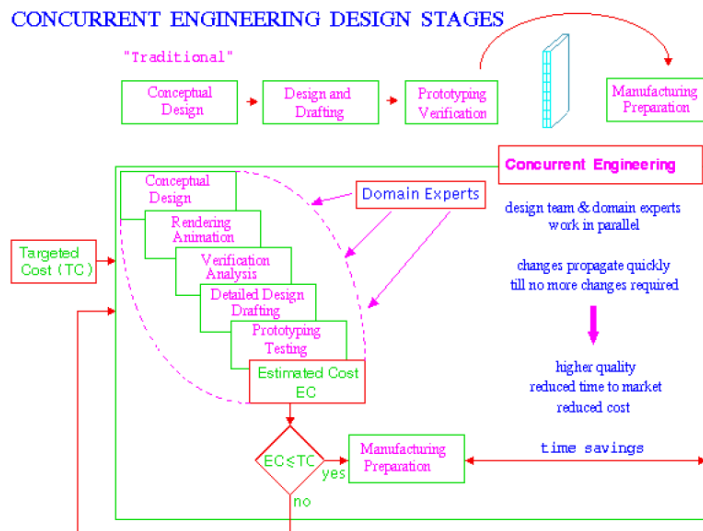 CONCURRENT ENGINEERING DESIGN STAGES
"Traditional"
Conceptual
Design
Design and
Drafting
Prototyping
Verification
Manufacturing
Preparation
Concurrent Engineering
Conceptual
Design
Domain Experts
Rendering
Animation
design team & domain experts
work in parallel
Targeted
Cost (TC)
Verification
Analysis
changes propagate quickly
till no more changes required
Detailed Design
Drafting
Prototyping
Testing
Estimated Cost
EC
higher quality
reduced time to market
reduced cost
EC≤TC
yes
no
Manufacturing
Preparation
time savings